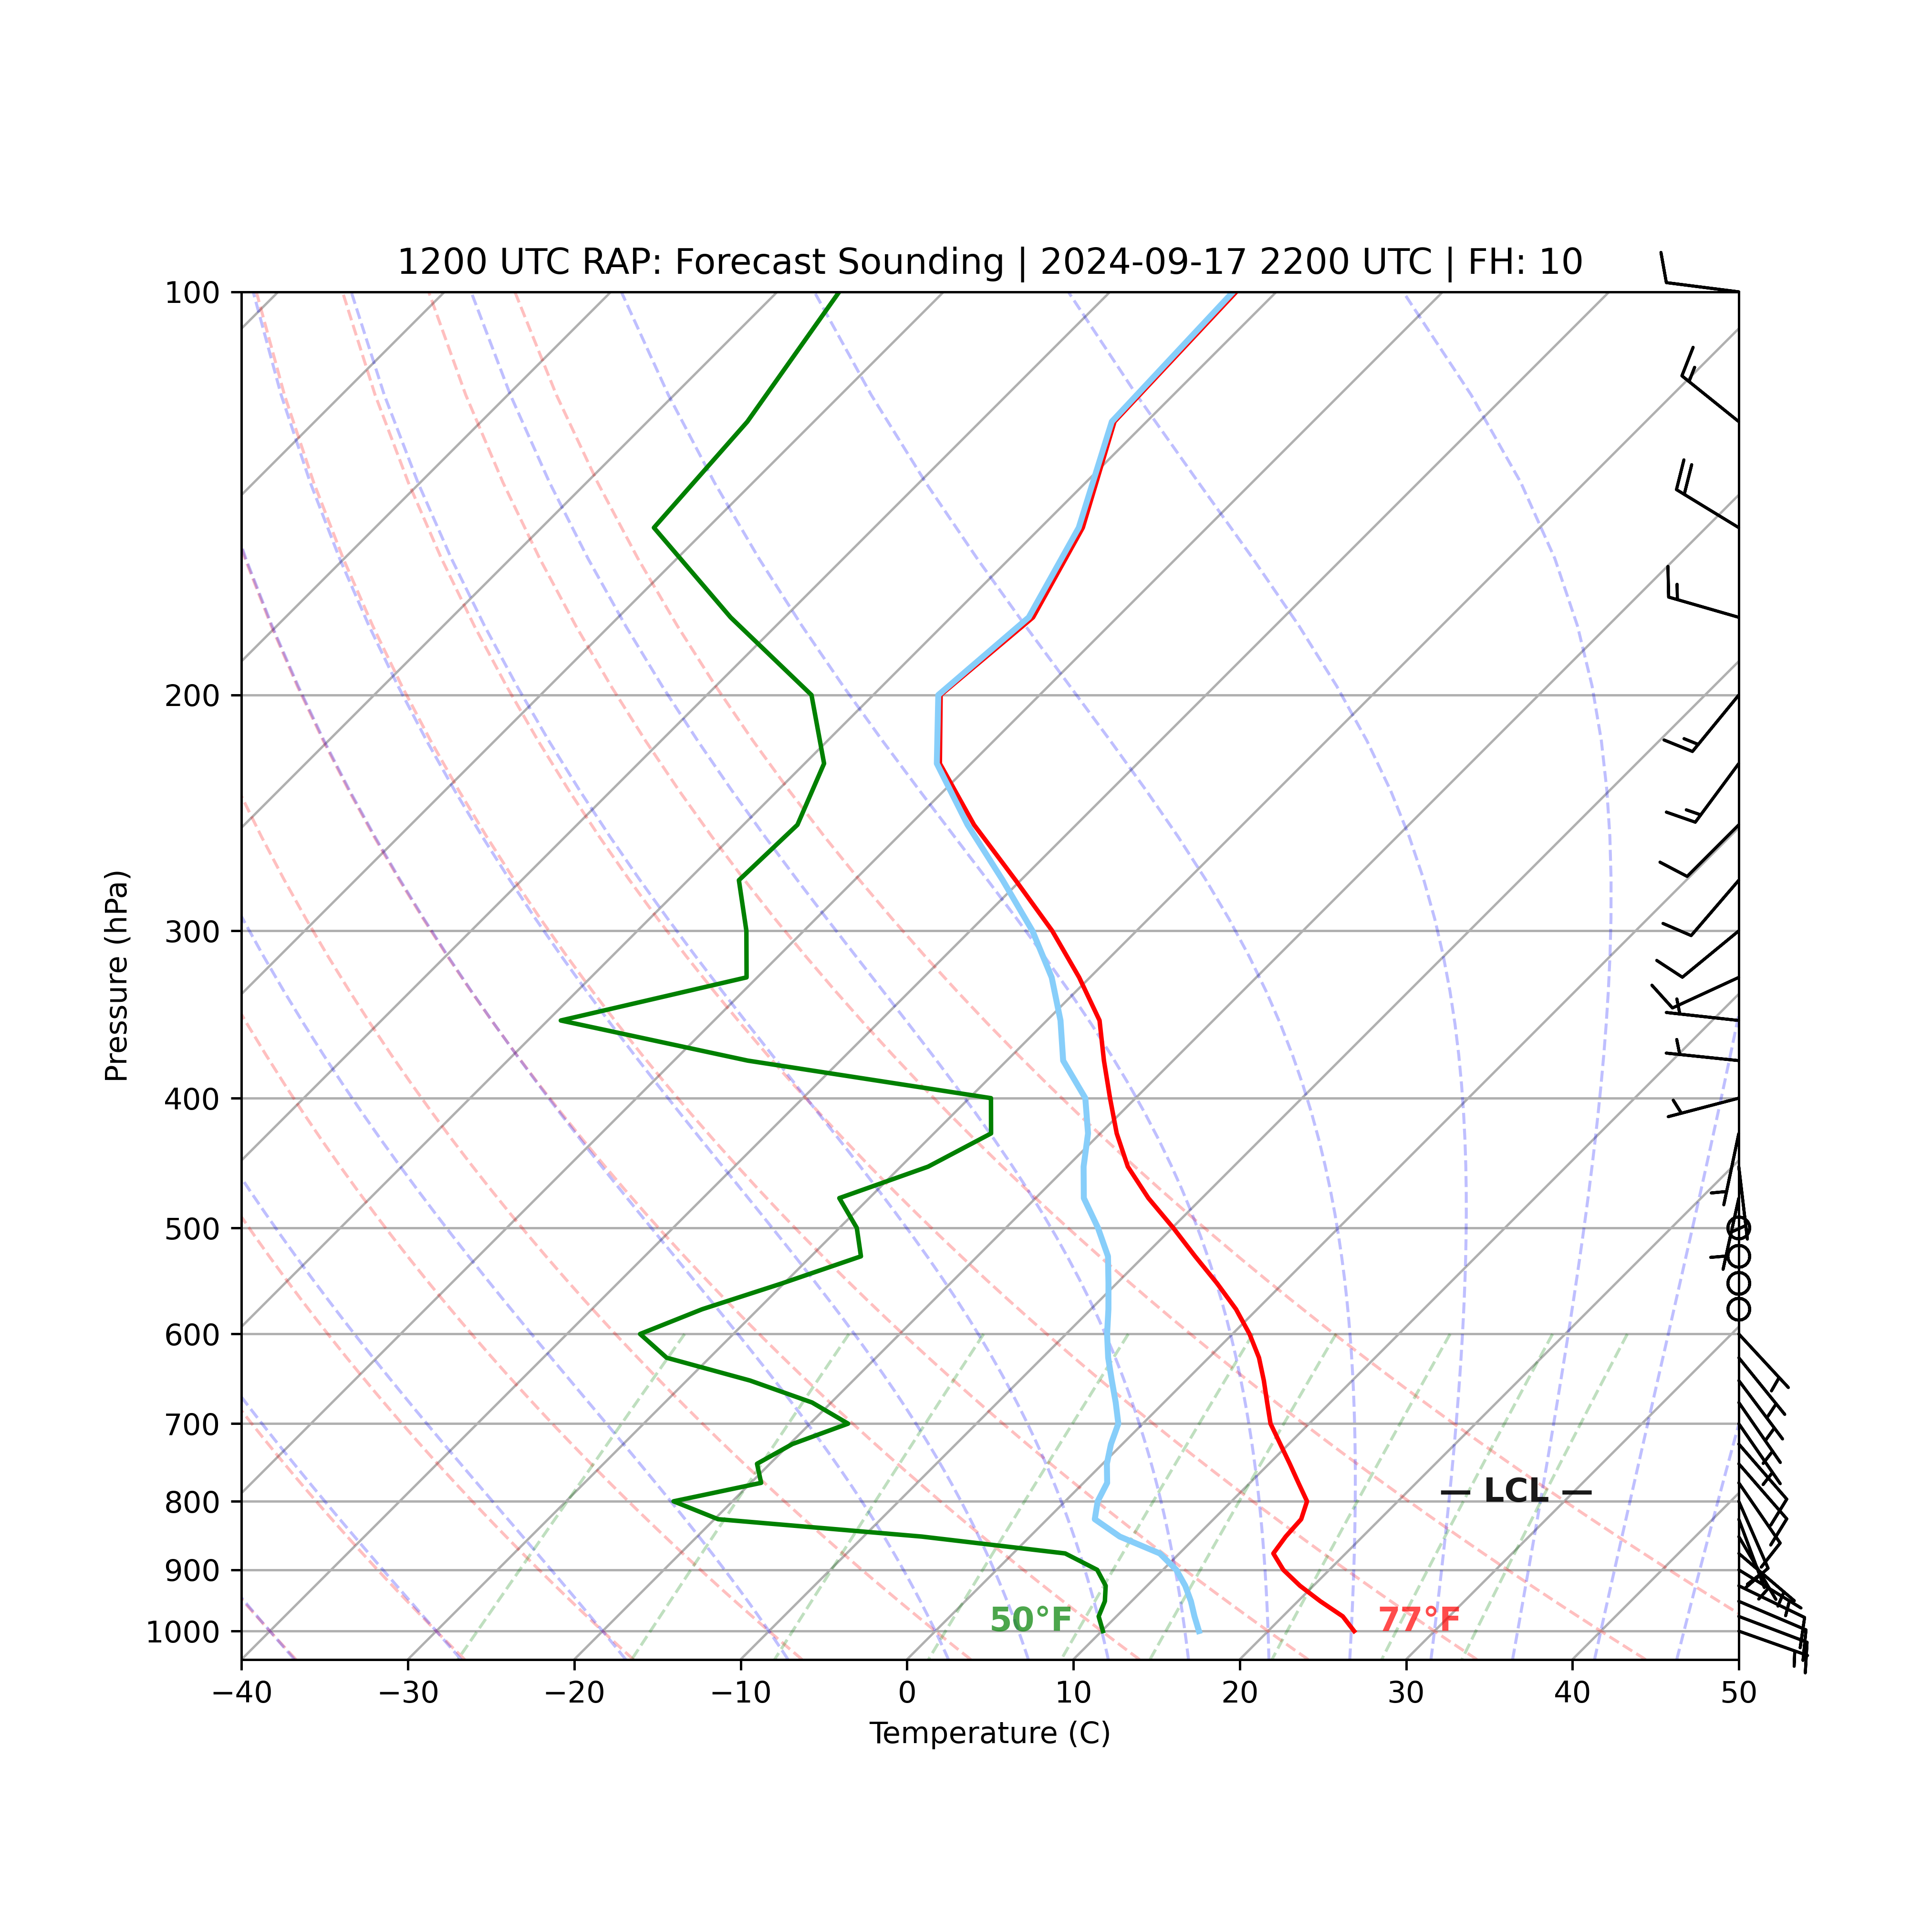 1200 UTC RAP: Forecast Sounding | 2024-09-17 2200 UTC | FH: 10
100
200
300
400
500
600
700
800
900
1000
Pressure (hPa)
— LCL —
50°F
77°F
−40 −30 −20 −10 0 10 20 30 40 50
Temperature (C)